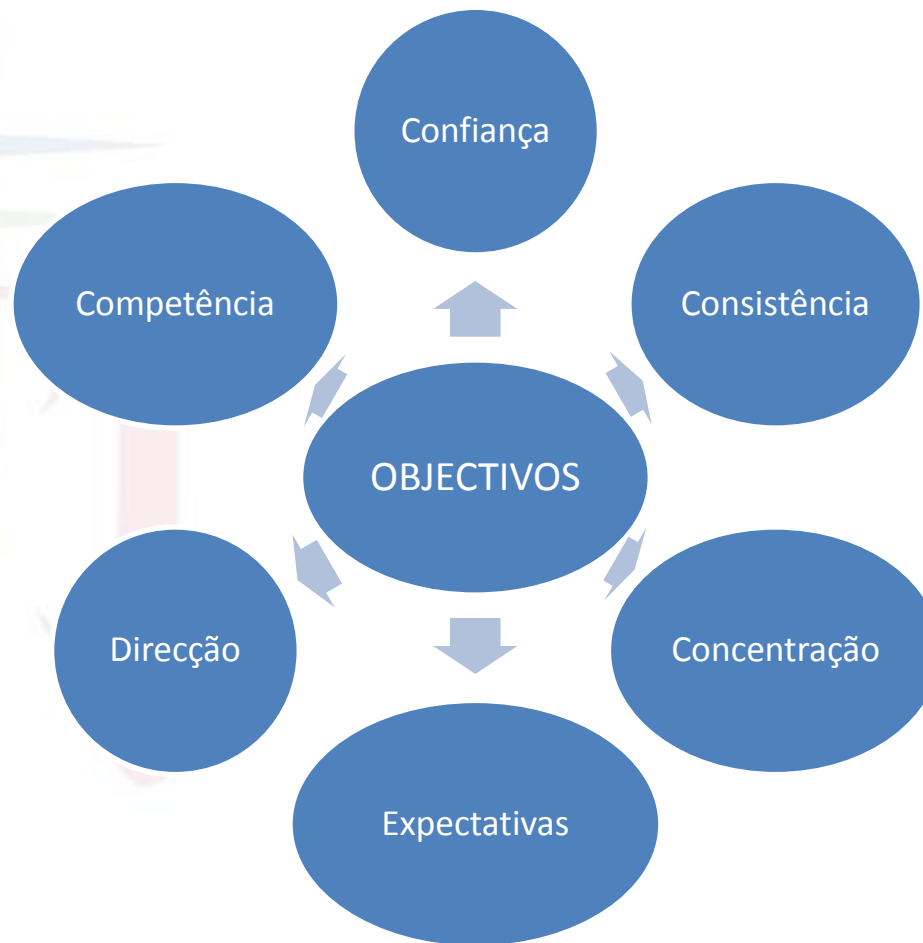 Confiança
Competência
Consistência
OBJECTIVOS
Direcção
Concentração
Expectativas